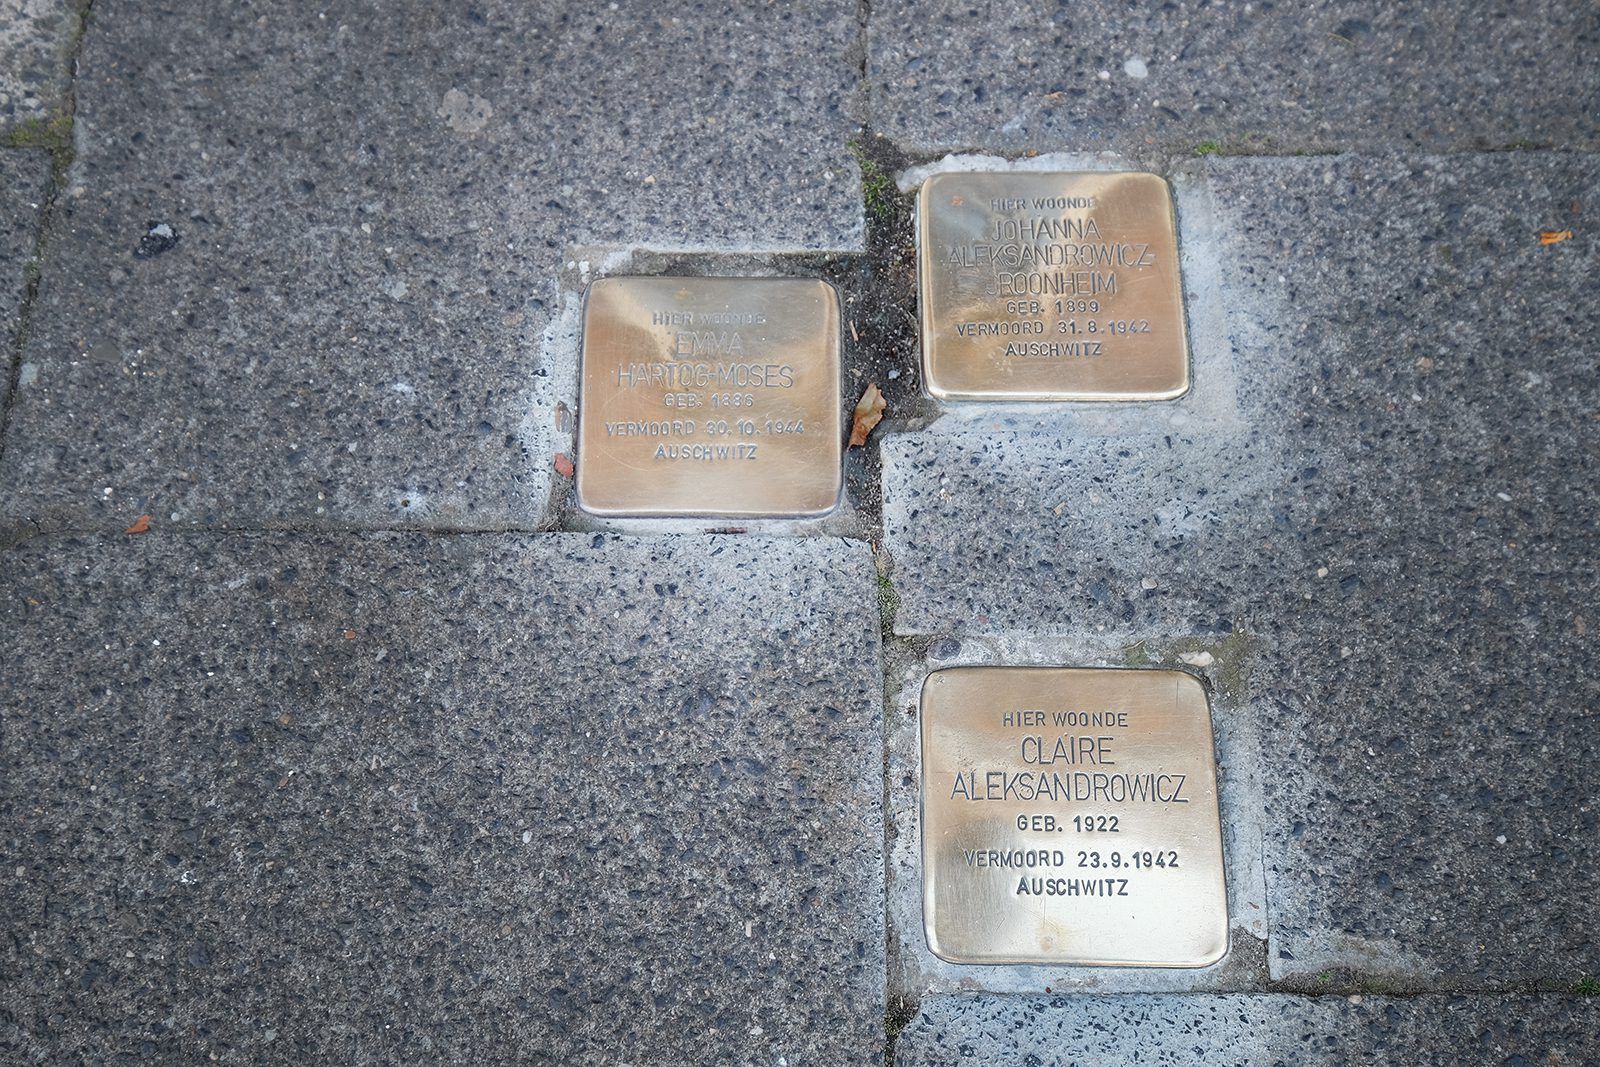 HIER WOONDE
EMMA
HARTOG-MOSES
GEB. 1886
VERMOORD 30.10.1944
AUSCHWITZ
HIER WOONDE
JOHANNA
ALEKSANDROWICZ-
GEB. 1899
VERMOORD 31.8.1942
AUSCHWITZ
HIER WOONDE
CLAIRE
ALEKSANDROWICZ
GEB. 1922
VERMOORD 23.9.1942
AUSCHWITZ